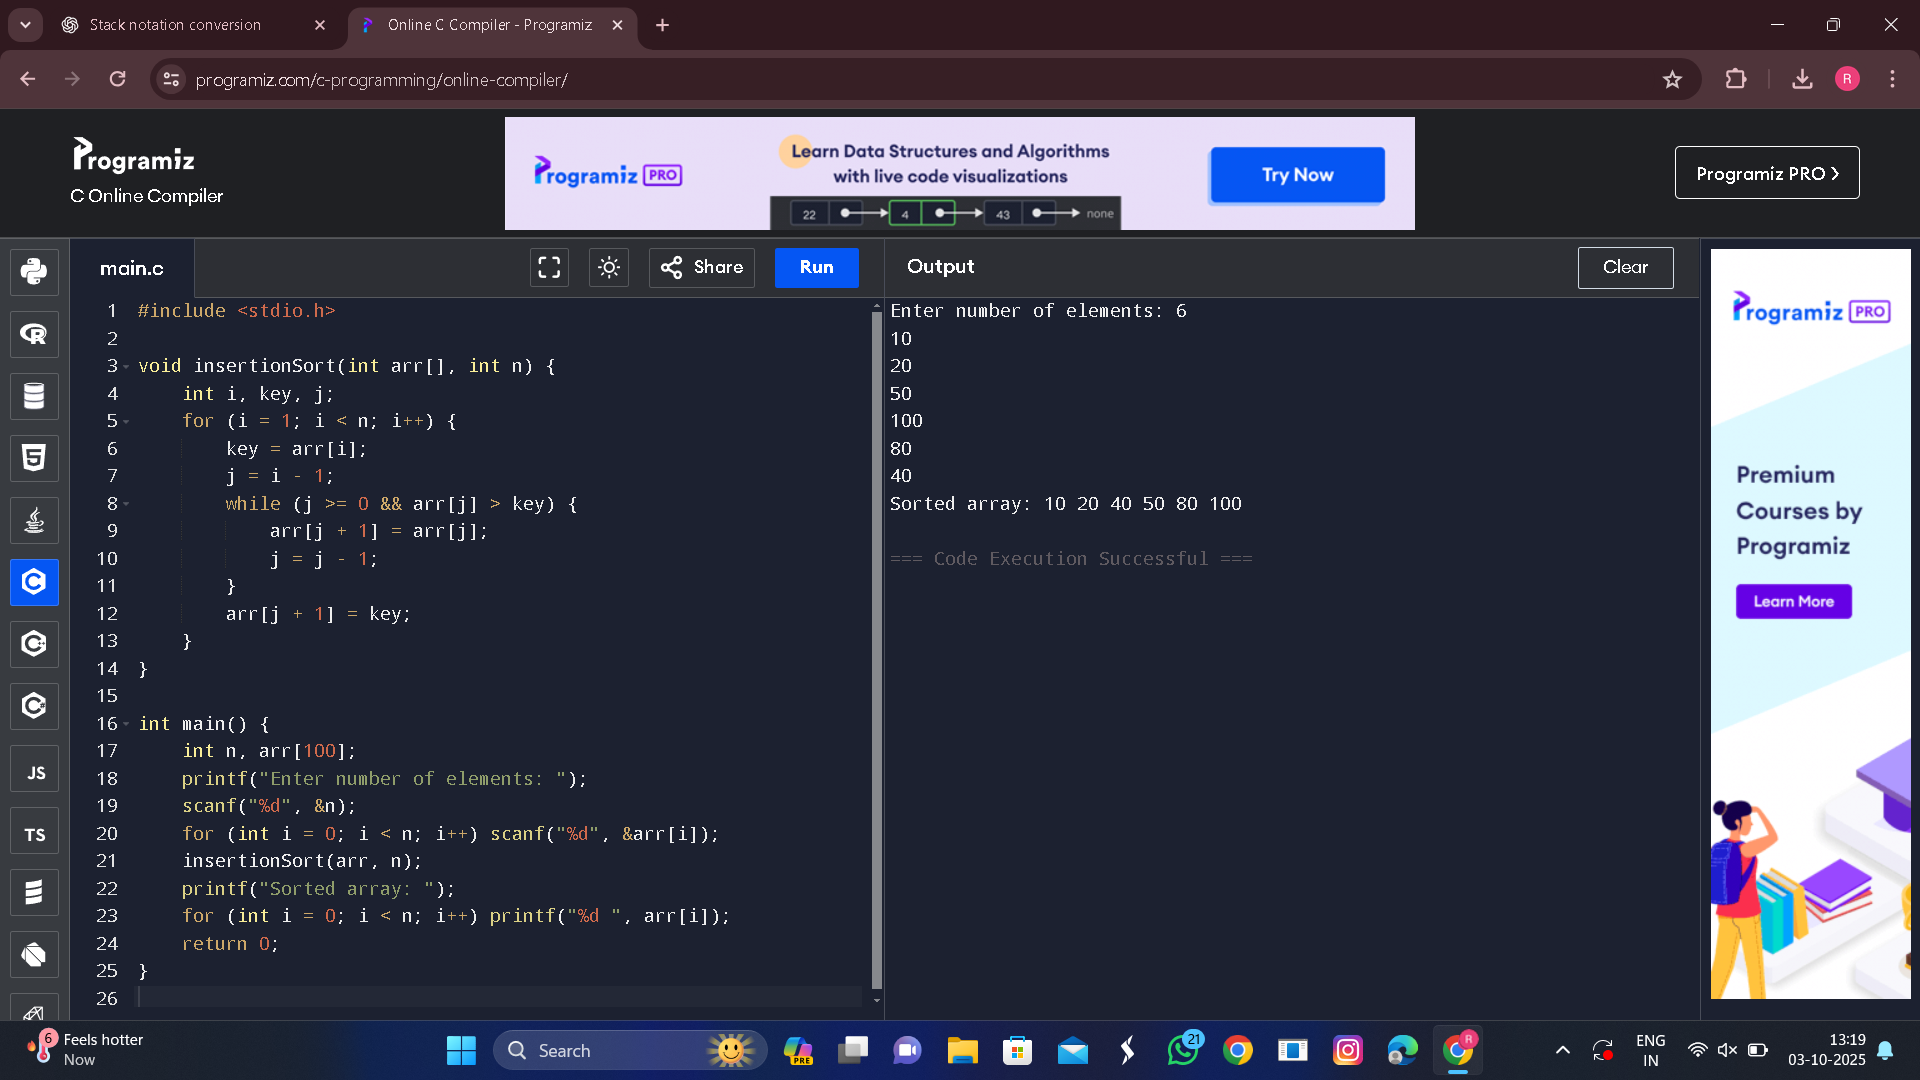 Stack notation conversion
Online C Compiler - Programiz
programiz.com/c-programming/online-compiler/
R
Programiz
C Online Compiler
Programiz PRO
Learn Data Structures and Algorithms
with live code visualizations
22 4 43 none
Try Now
Programiz PRO >
main.c
Share
Run
Output
Clear
1 #include <stdio.h>
2
3 void insertionSort(int arr[], int n) {
4 int i, key, j;
5 for (i = 1; i < n; i++) {
6 key = arr[i];
7 j = i - 1;
8 while (j >= 0 && arr[j] > key) {
9 arr[j + 1] = arr[j];
10 j = j - 1;
11 }
12 arr[j + 1] = key;
13 }
14 }
15
16 int main() {
17 int n, arr[100];
18 printf("Enter number of elements: ");
19 scanf("%d", &n);
20 for (int i = 0; i < n; i++) scanf("%d", &arr[i]);
21 insertionSort(arr, n);
22 printf("Sorted array: ");
23 for (int i = 0; i < n; i++) printf("%d ", arr[i]);
24 return 0;
25 }
26
Enter number of elements: 6
10
20
50
100
80
40
Sorted array: 10 20 40 50 80 100
=== Code Execution Successful ===
Programiz PRO
Premium
Courses by
Programiz
Learn More
JS
TS
6
Feels hotter
Now
Search
PRE
21
R
ENG
IN
13:19
03-10-2025